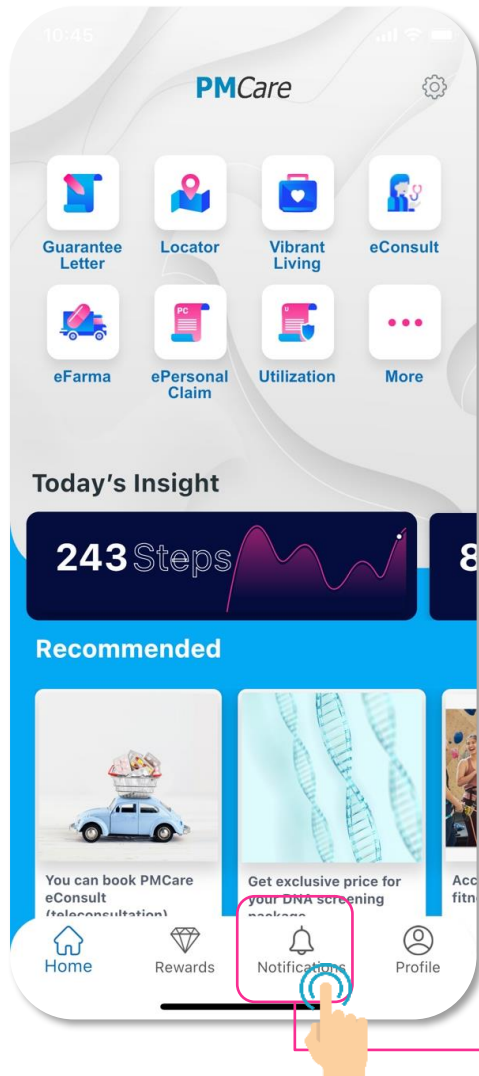 10:45
PMCare
Guarantee
Letter
Locator
Vibrant
Living
eConsult
eFarma
PC
ePersonal
Claim
U
Utilization
More
Today's Insight
243 Steps
8
Recommended
You can book PMCare
eConsult
(teleconsultation)
Get exclusive price for
your DNA screening
package
Acc
fitn
Home
Rewards
Notifications
Profile